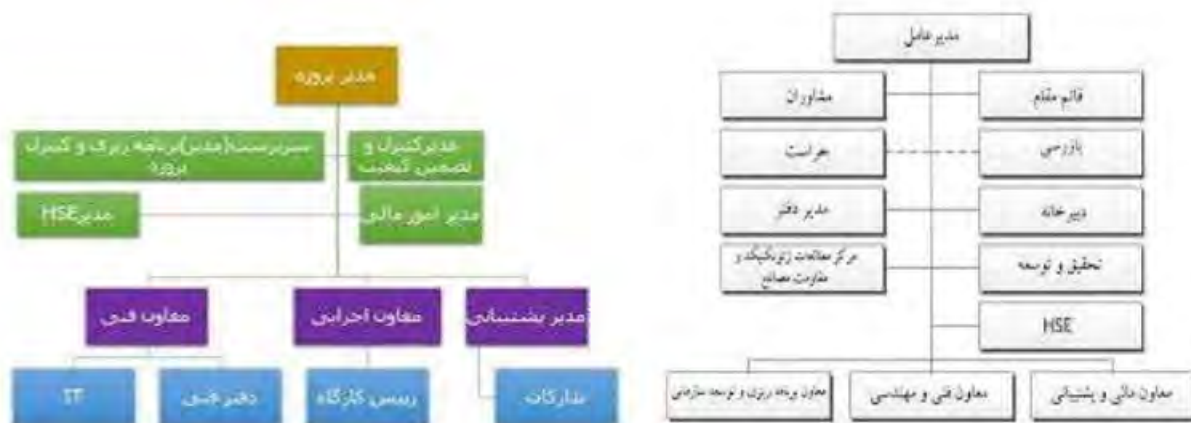 مدیر پروژه
مدیرکنترل و
تضمین کیفیت
سرپرست(مدیر)برنامه ریزی و کنترل
پروژه
مدیر امور مالی
مدیرHSE
مدیر پشتیبانی
معاون اجرایی
معاون فنی
تدارکات
رییس کارگاه
دفتر فنی
مدیرعامل
قائم مقام
مشاوران
بازرسی
حراست
دبیرخانه
مدیر دفتر
تحقیق و توسعه
مرکز مطالعات ژئوتکنیک و
مقاومت مصالح
HSE
معاون مالی و پشتیبانی
معاون فنی و مهندسی
معاون برنامه ریزی و توسعه سازمانی